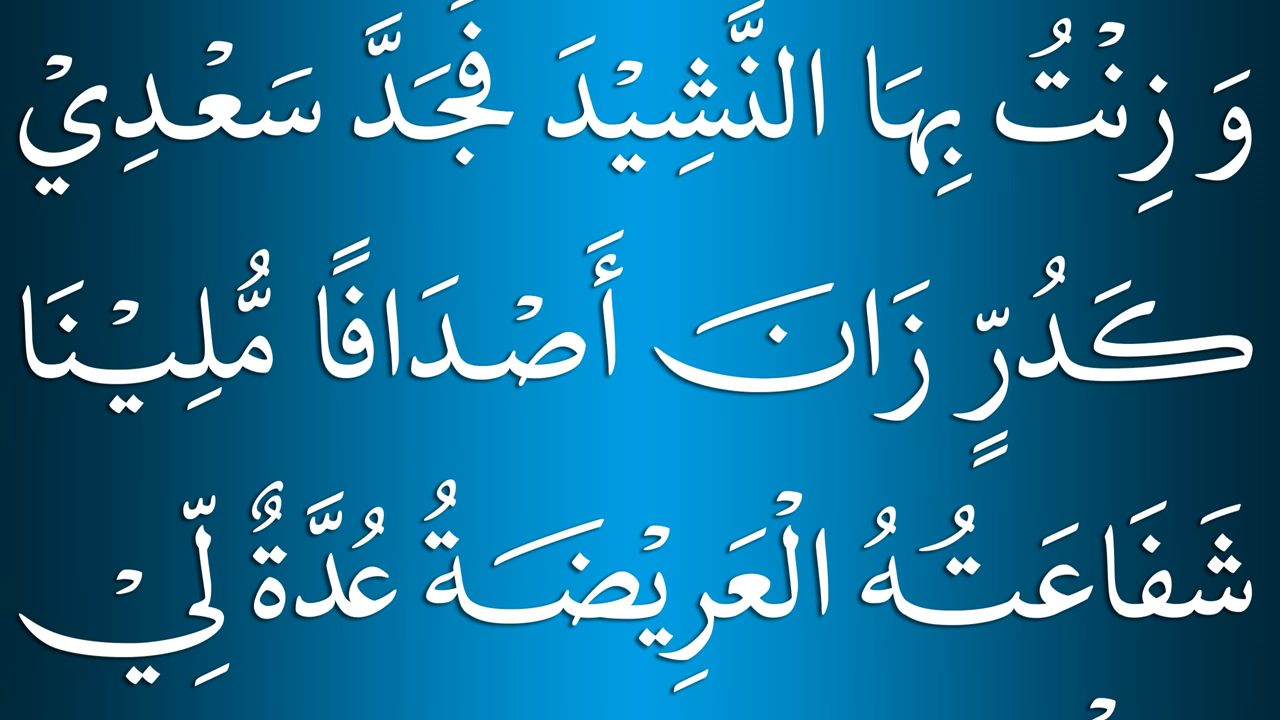 وَ زِنْتُ بِهَا النَّشِيْدَ فَجَدَّ سَعْدِيْ
كَدُرٍّ زَانَ أَصْدَافًا مُّلِيْنَا
شَفَاعَتُهُ الْعَرِيْضَةُ عُدَّةٌ لِّيْ